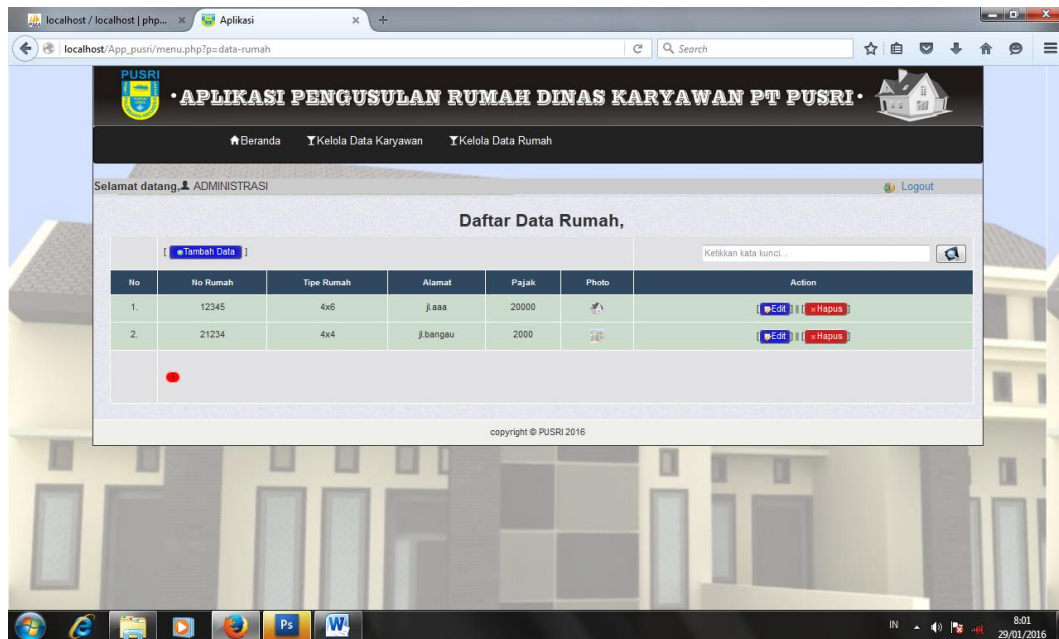 localhost / localhost | php...
Aplikasi
localhost/App_pusri/menu.php?p=data-rumah
Search
PUSRI
• APLIKASI PENGUSULAN RUMAH DINAS KARYAWAN PT PUSRI •
Beranda Kelola Data Karyawan Kelola Data Rumah
Selamat datang, ADMINISTRASI
Logout
Daftar Data Rumah,
[ Tambah Data ]
Ketikkan kata kunci...
No No Rumah Tipe Rumah Alamat Pajak Photo Action
1. 12345 4x6 jl.aaa 20000 [ Edit ] || [ Hapus ]
2. 21234 4x4 jl.bangau 2000 [ Edit ] || [ Hapus ]
copyright © PUSRI 2016
Ps W
IN
8:01
29/01/2016